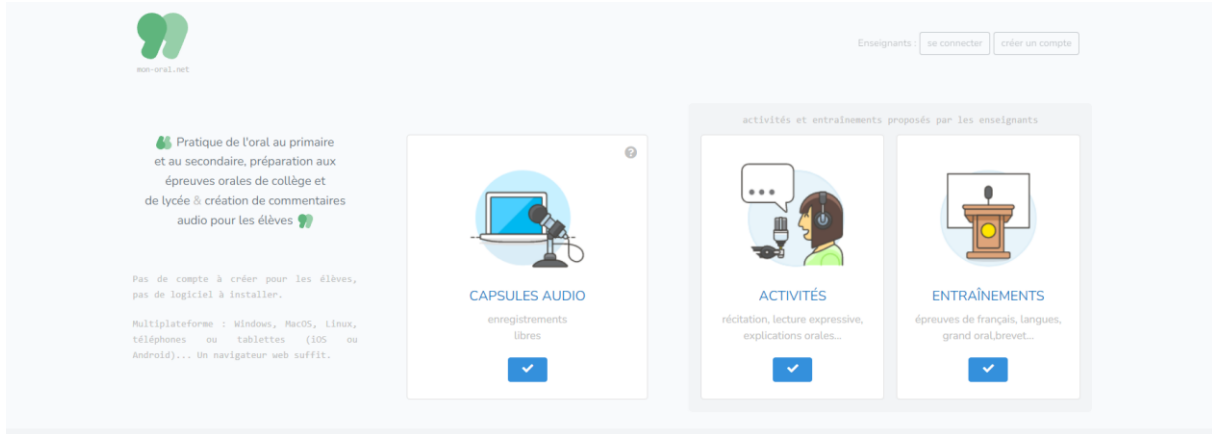 mon-oral.net
Enseignants : se connecter créer un compte
Pratique de l'oral au primaire
et au secondaire, préparation aux
épreuves orales de collège et
de lycée & création de commentaires
audio pour les élèves
Pas de compte à créer pour les élèves,
pas de logiciel à installer.
Multiplateforme : Windows, MacOS, Linux,
téléphones ou tablettes (iOS ou
Android)... Un navigateur web suffit.
?
CAPSULES AUDIO
enregistrements
libres
activités et entraînements proposés par les enseignants
ACTIVITÉS
récitation, lecture expressive,
explications orales...
ENTRAÎNEMENTS
épreuves de français, langues,
grand oral,brevet...